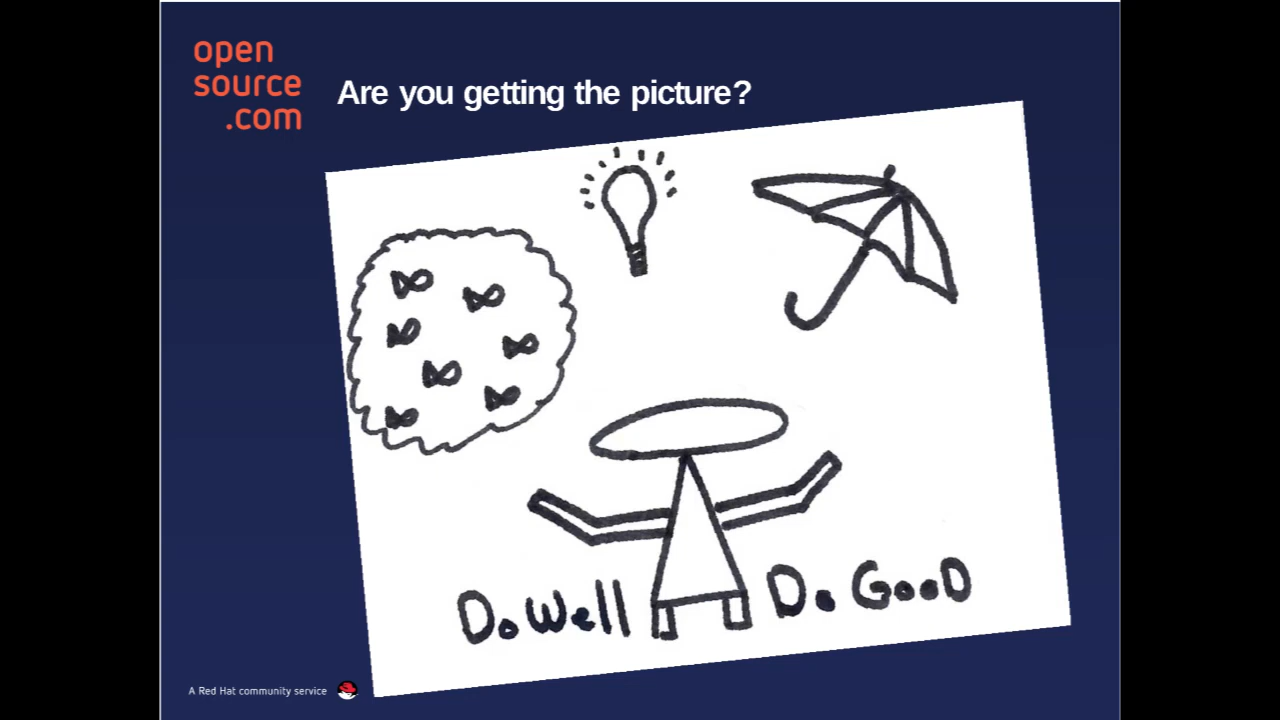 open
source
.com
Are you getting the picture?
Do Well Do GooD
A Red Hat community service